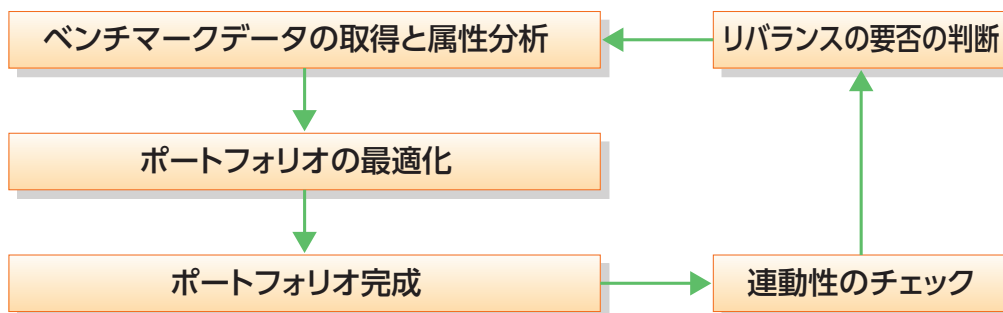 ベンチマークデータの取得と属性分析
リバランスの要否の判断
ポートフォリオの最適化
ポートフォリオ完成
連動性のチェック